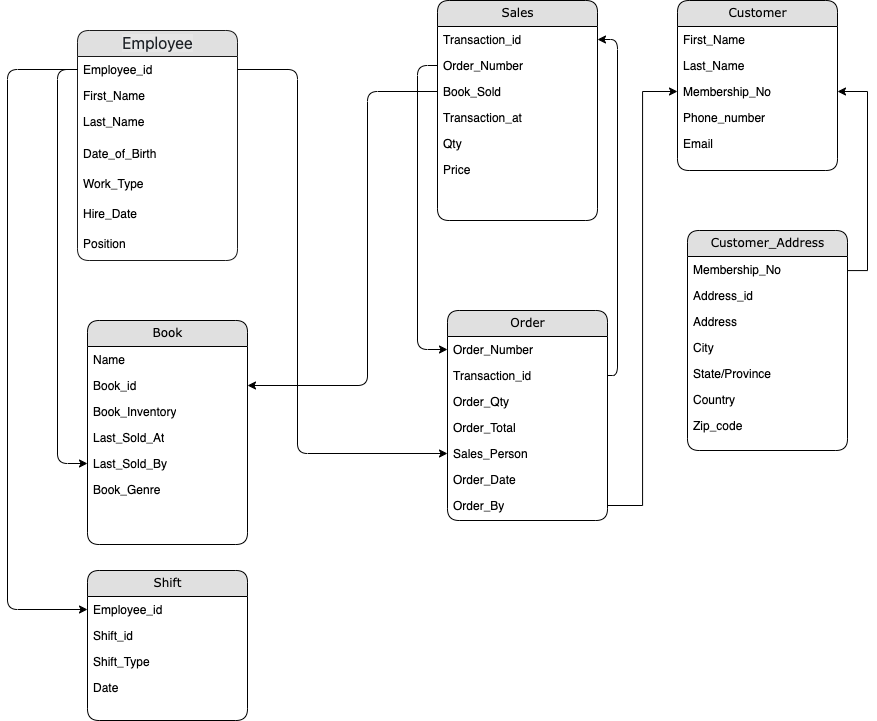 Employee
Employee_id
First_Name
Last_Name
Date_of_Birth
Work_Type
Hire_Date
Position
Sales
Transaction_id
Order_Number
Book_Sold
Transaction_at
Qty
Price
Customer
First_Name
Last_Name
Membership_No
Phone_number
Email
Customer_Address
Membership_No
Address_id
Address
City
State/Province
Country
Zip_code
Book
Name
Book_id
Book_Inventory
Last_Sold_At
Last_Sold_By
Book_Genre
Order
Order_Number
Transaction_id
Order_Qty
Order_Total
Sales_Person
Order_Date
Order_By
Shift
Employee_id
Shift_id
Shift_Type
Date